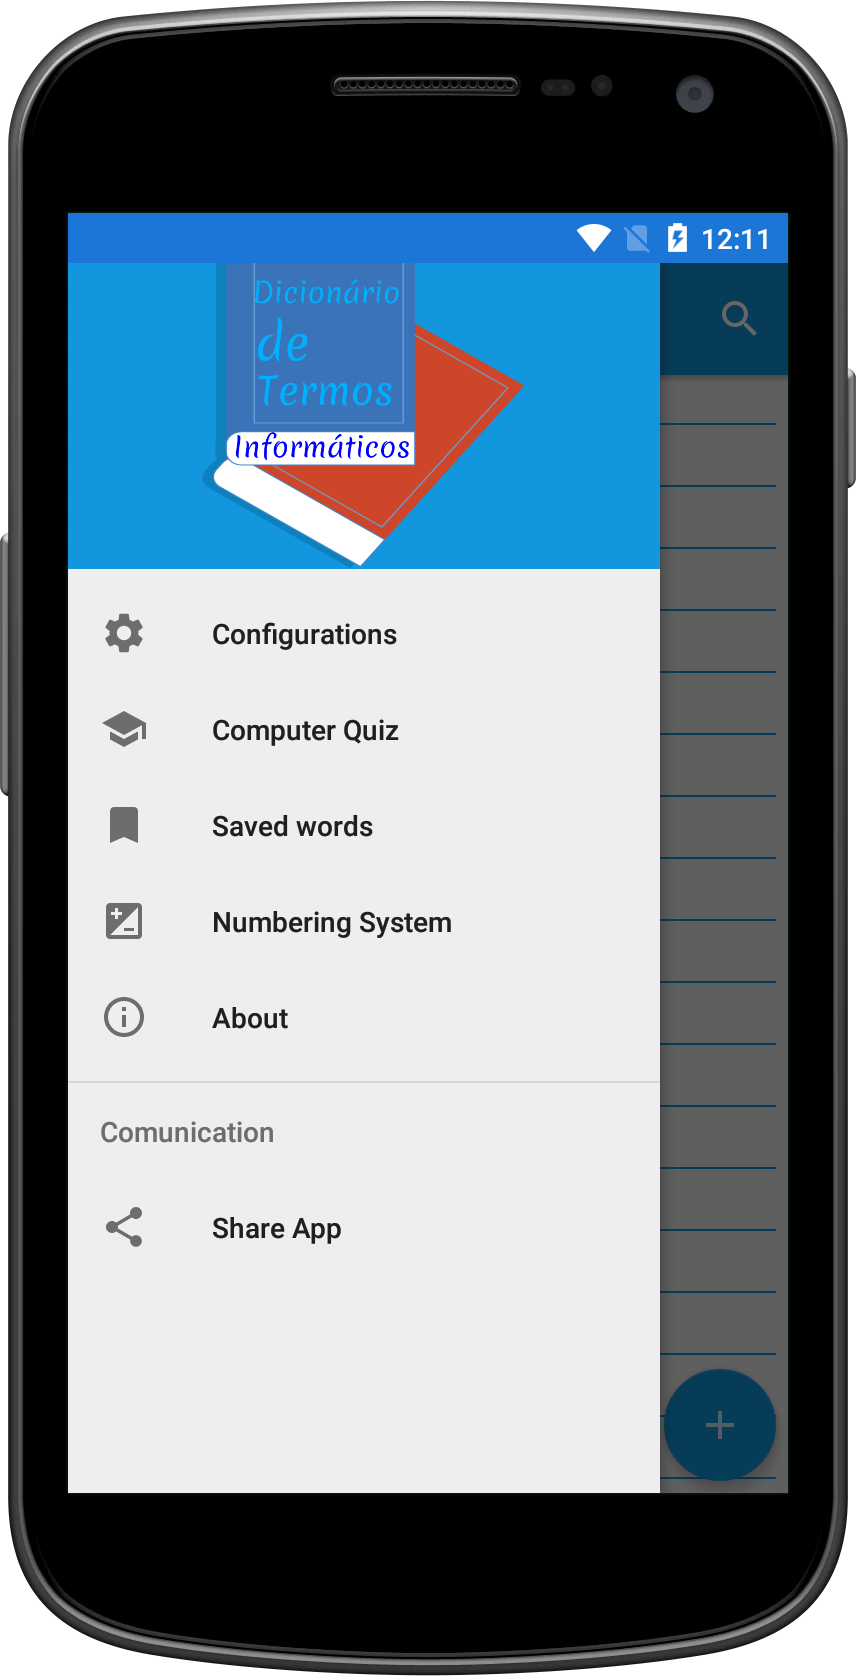 12:11
Dicionário
de
Termos
Informáticos
Configurations
Computer Quiz
Saved words
Numbering System
About
Comunication
Share App